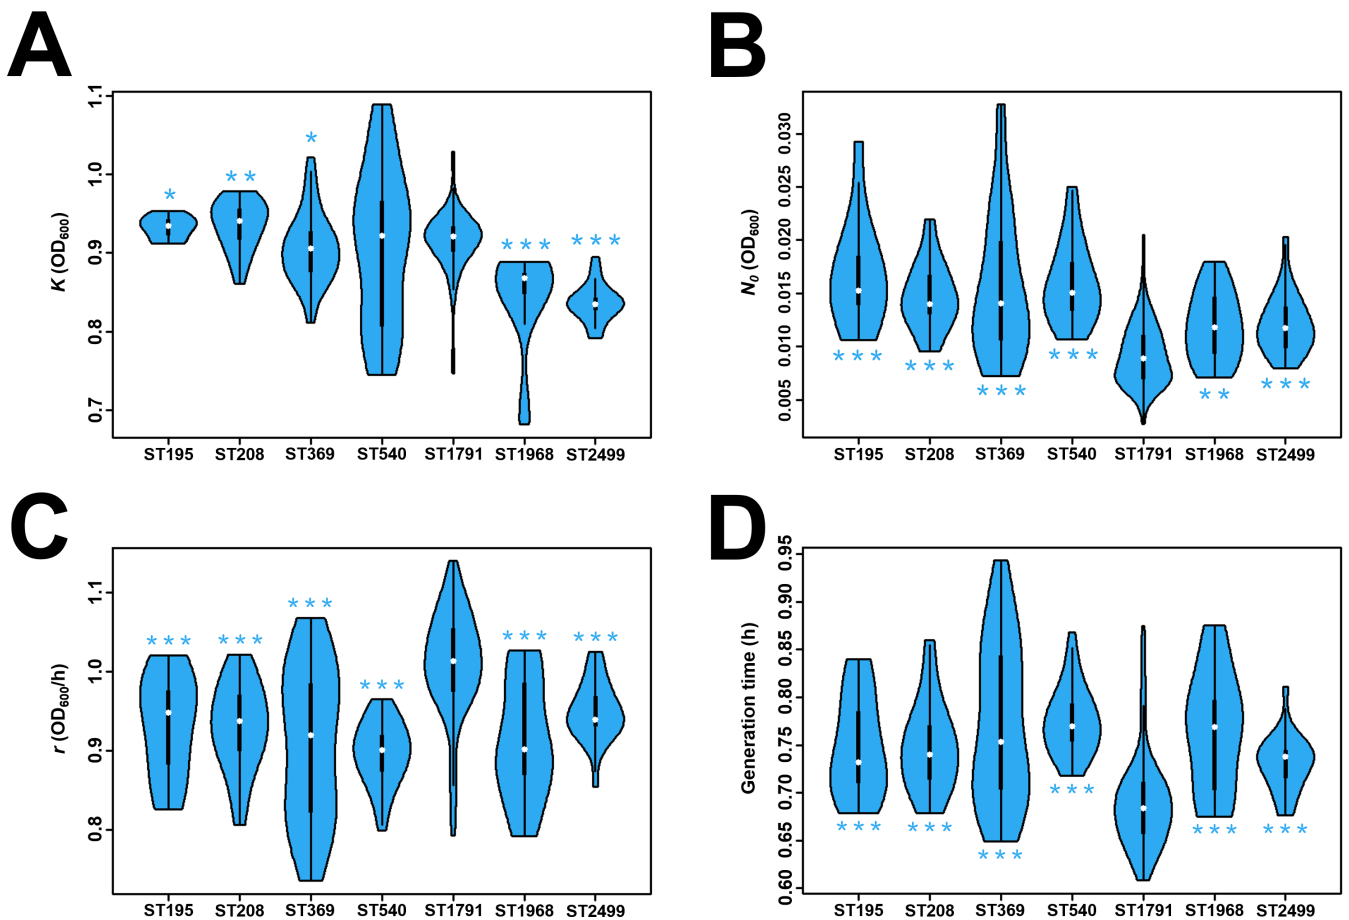 A
K (OD600)
1.1
1.0
0.9
0.8
0.7
*
* *
*
* * *
* * *
ST195 ST208 ST369 ST540 ST1791 ST1968 ST2499
B
N0 (OD600)
0.030
0.025
0.020
0.015
0.010
0.005
* * *
* * *
* * *
* * *
* *
* * *
ST195 ST208 ST369 ST540 ST1791 ST1968 ST2499
C
r (OD600/h)
1.1
1.0
0.9
0.8
* * *
* * *
* * *
* * *
* * *
* * *
ST195 ST208 ST369 ST540 ST1791 ST1968 ST2499
D
Generation time (h)
0.95
0.90
0.85
0.80
0.75
0.70
0.65
0.60
* * *
* * *
* * *
* * *
* * *
* * *
ST195 ST208 ST369 ST540 ST1791 ST1968 ST2499